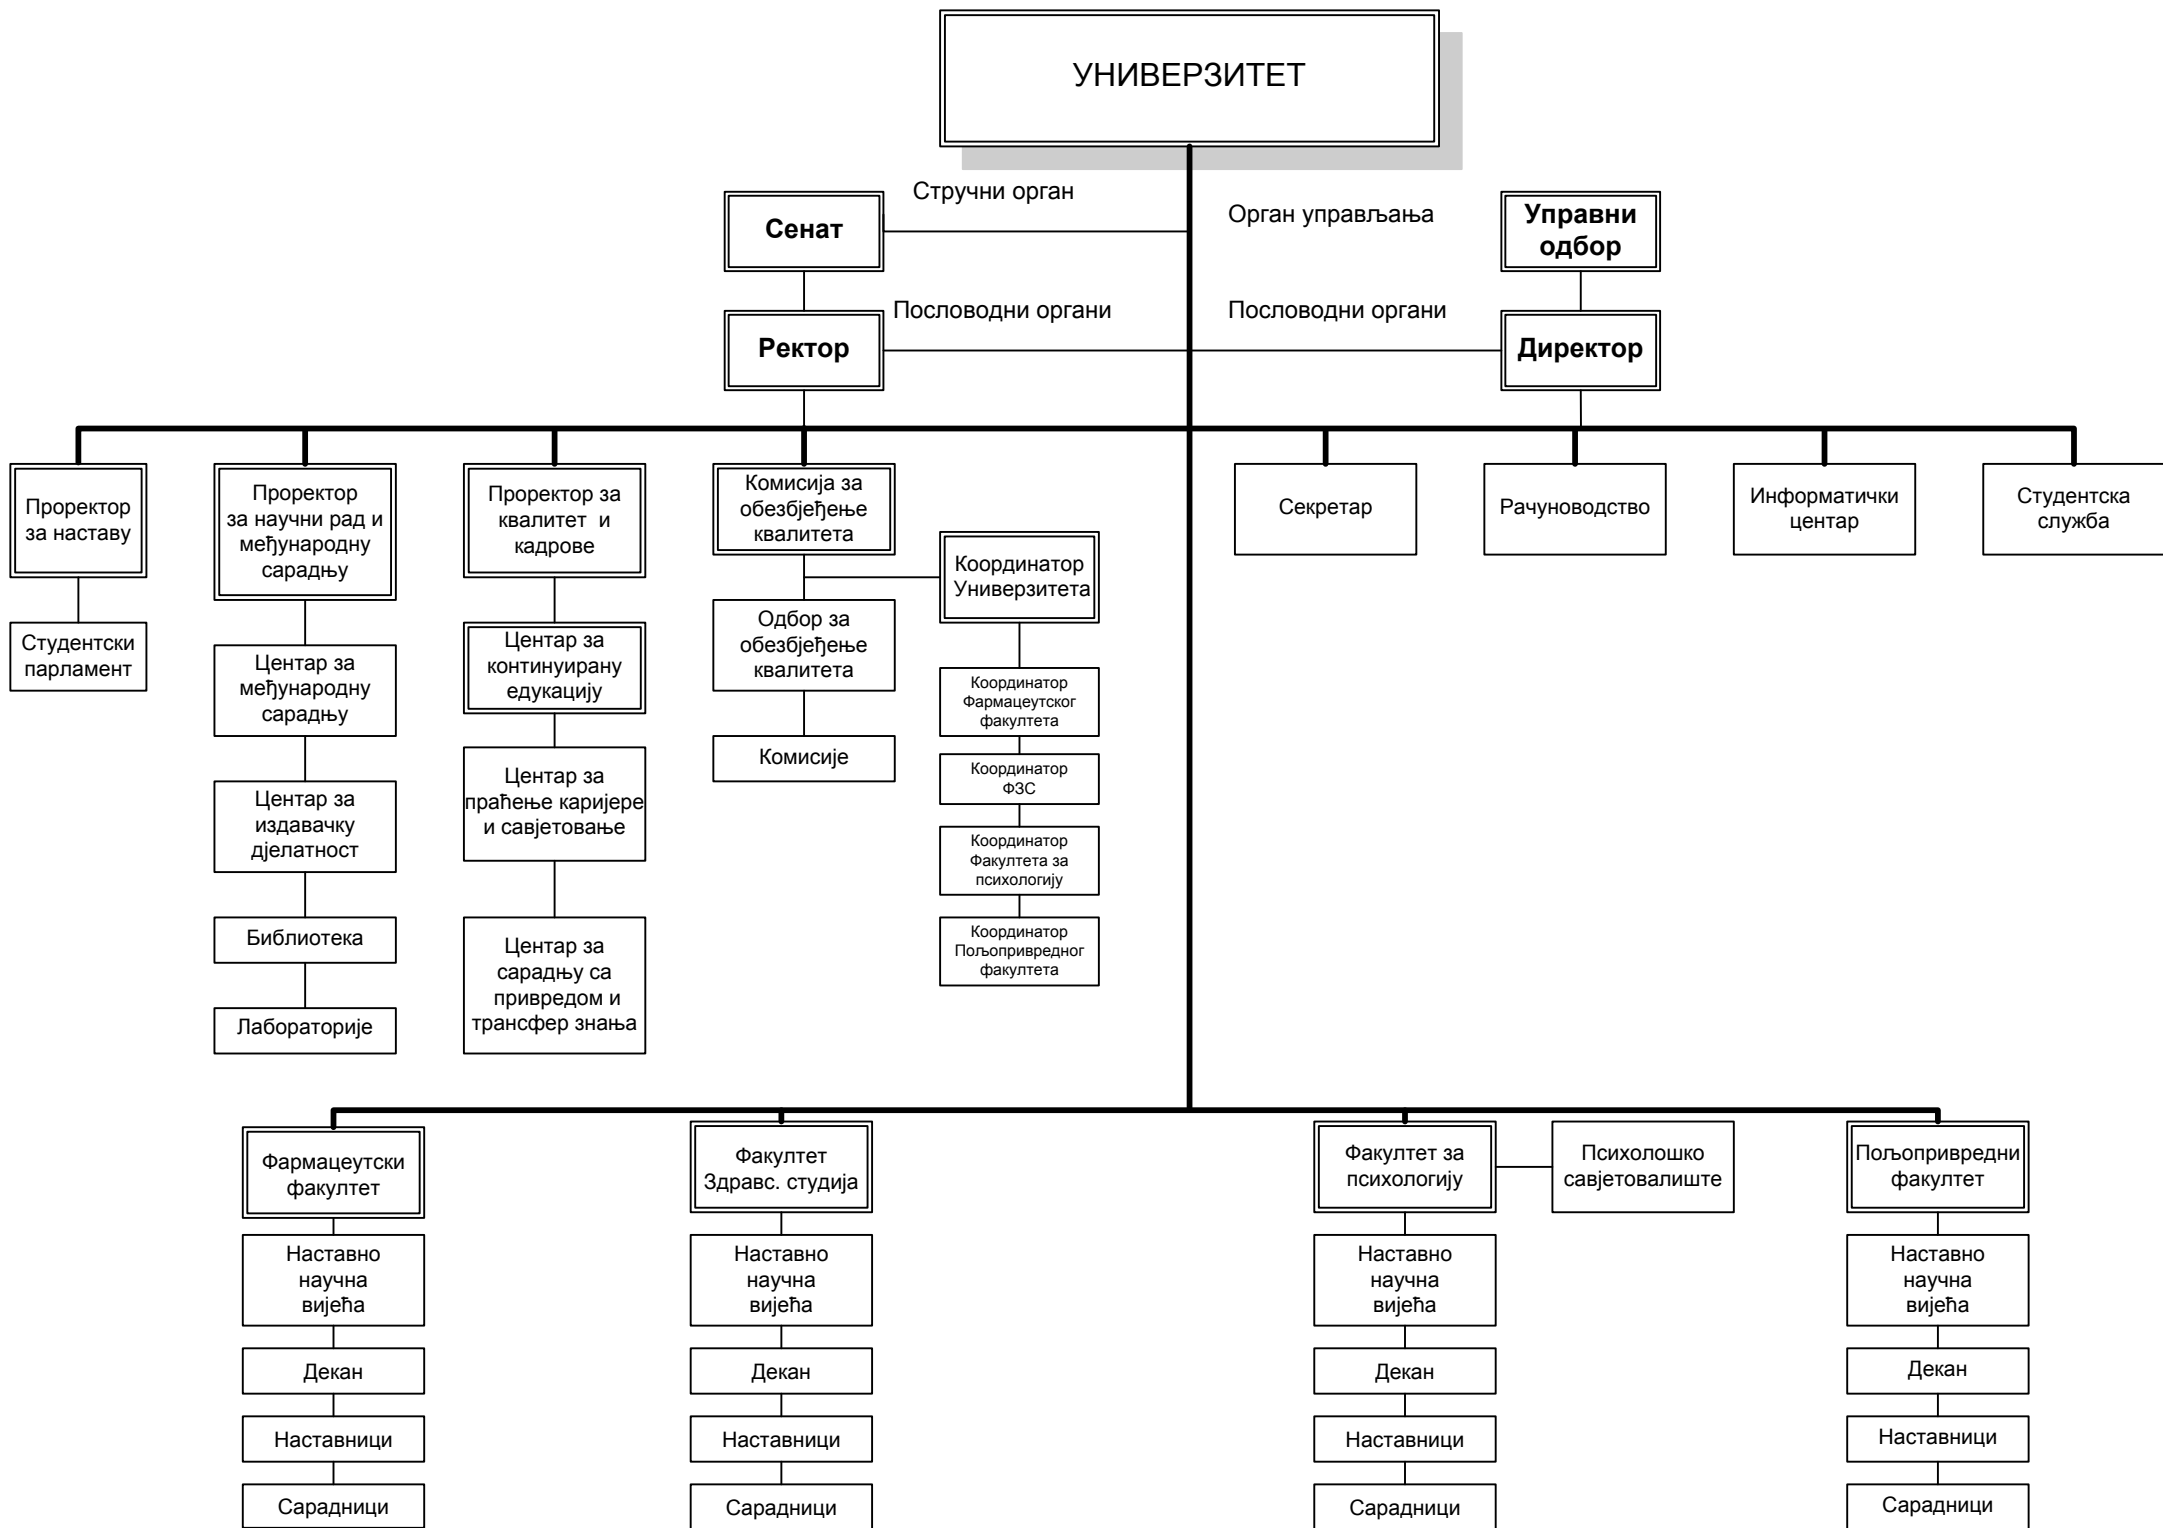 УНИВЕРЗИТЕТ
Стручни орган
Орган управљања
Сенат
Управни
одбор
Пословодни органи
Пословодни органи
Ректор
Директор
Проректор
за наставу
Проректор
за научни рад и
међународну
сарадњу
Проректор за
квалитет и
кадрове
Комисија за
обезбјеђење
квалитета
Секретар
Рачуноводство
Информатички
центар
Студентска
служба
Координатор
Универзитета
Студентски
парламент
Центар за
међународну
сарадњу
Центар за
континуирану
едукацију
Одбор за
обезбјеђење
квалитета
Координатор
Фармацеутског
факултета
Центар за
издавачку
дјелатност
Центар за
праћење каријере
и савјетовање
Комисије
Координатор
ФЗС
Координатор
Факултета за
психологију
Библиотека
Центар за
сарадњу са
привредом и
трансфер знања
Координатор
Пољопривредног
факултета
Лабораторије
Фармацеутски
факултет
Факултет
Здравс. студија
Факултет за
психологију
Психолошко
савјетовалиште
Пољопривредни
факултет
Наставно
научна
вијећа
Наставно
научна
вијећа
Наставно
научна
вијећа
Наставно
научна
вијећа
Декан
Декан
Декан
Декан
Наставници
Наставници
Наставници
Наставници
Сарадници
Сарадници
Сарадници
Сарадници